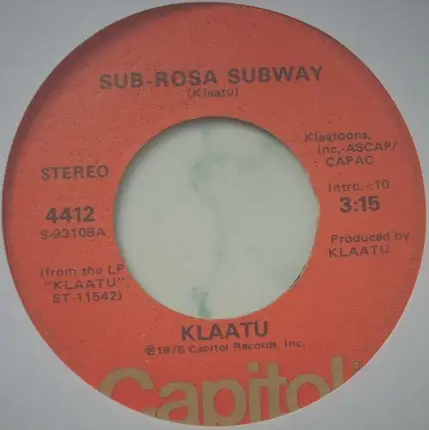 SUB-ROSA SUBWAY
(Klaatu)
Klaatoons,
Inc.-ASCAP/
CAPAC
STEREO
Intro.-:10
4412
3:15
S-93108A
Produced by
KLAATU
(from the LP
"KLAATU",
ST-11542)
KLAATU
℗1976 Capitol Records, Inc.
Capitol